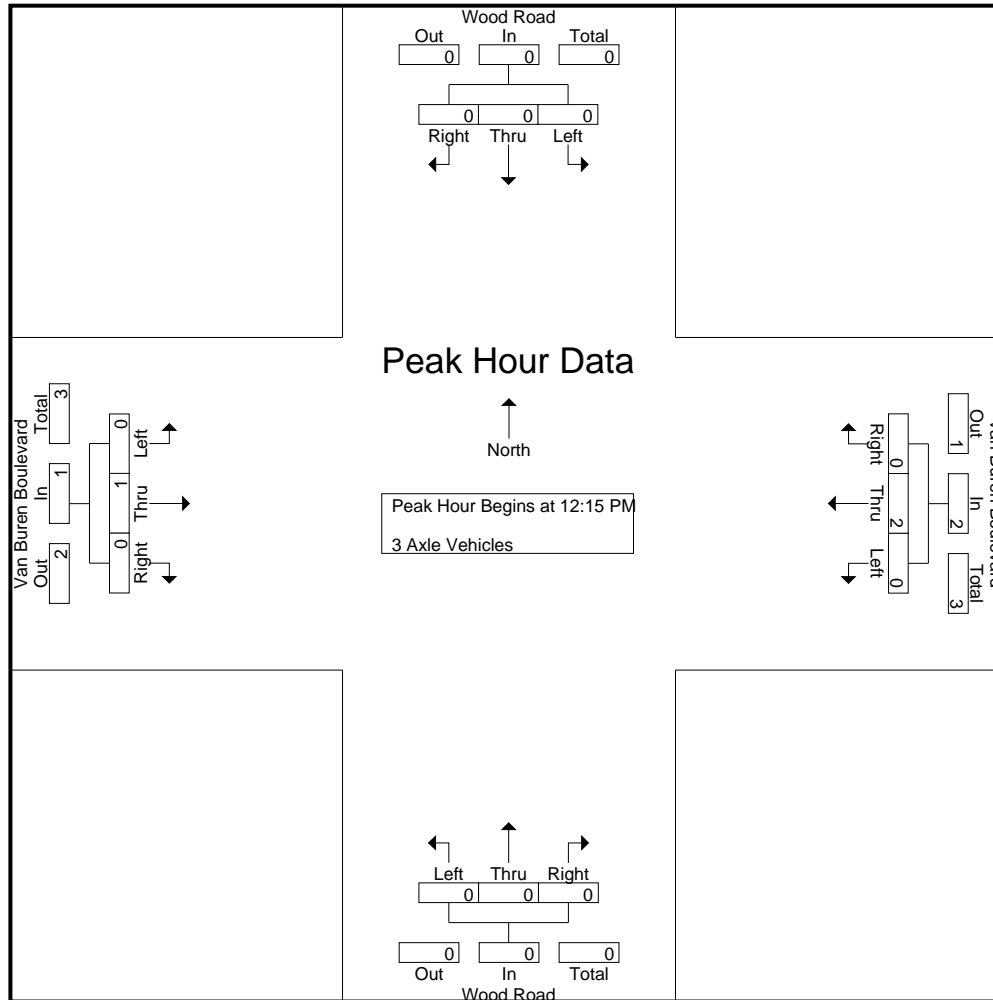 Wood Road
Out In Total
0 0 0
0 0 0
Right Thru Left
Peak Hour Data
North
Peak Hour Begins at 12:15 PM
3 Axle Vehicles
Van Buren Boulevard
Total In Out
3 1 2
0 1 0
Left Thru Right
Out In Total
1 2 3
0 2 0
Right Thru Left
Left Thru Right
0 0 0
0 0 0
Out In Total
Wood Road